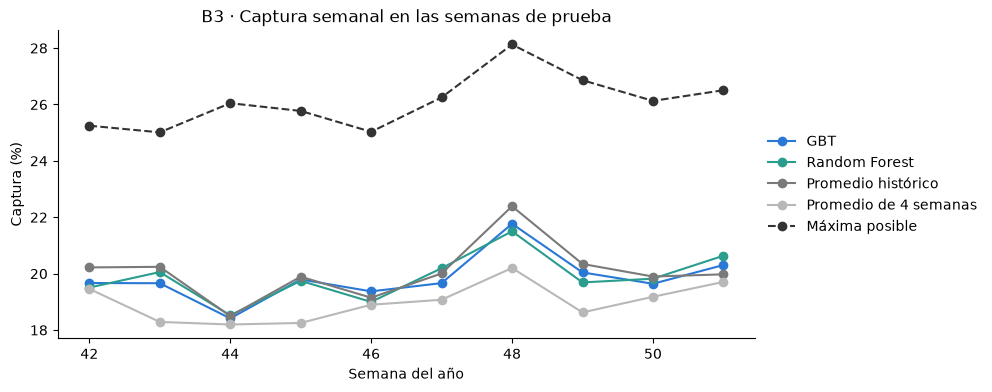 B3 · Captura semanal en las semanas de prueba
28
26
24
22
20
18
Captura (%)
42
44
46
48
50
Semana del año
GBT
Random Forest
Promedio histórico
Promedio de 4 semanas
Máxima posible